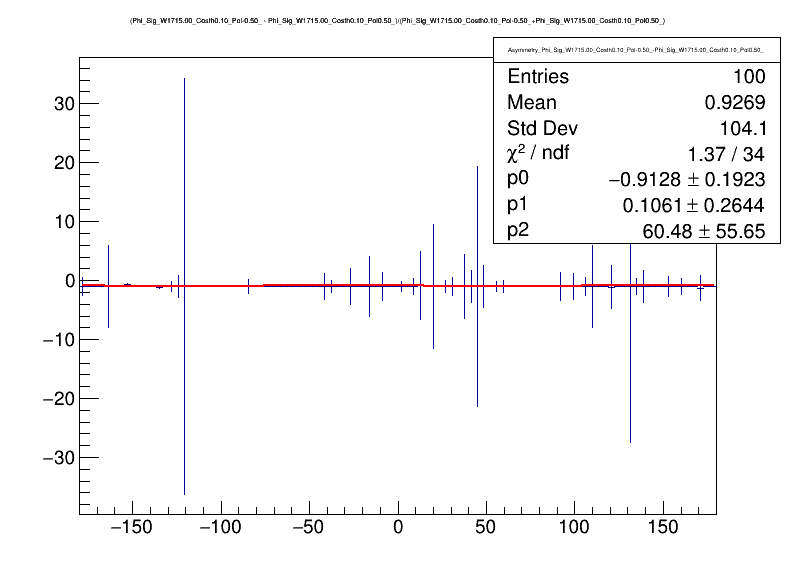 (Phi_Sig_W1715.00_Costh0.10_Pol-0.50_- Phi_Sig_W1715.00_Costh0.10_Pol0.50_)/(Phi_Sig_W1715.00_Costh0.10_Pol-0.50_+Phi_Sig_W1715.00_Costh0.10_Pol0.50_)
Asymmetry_Phi_Sig_W1715.00_Costh0.10_Pol-0.50_-Phi_Sig_W1715.00_Costh0.10_Pol0.50_
Entries 100
Mean 0.9269
Std Dev 104.1
χ² / ndf 1.37 / 34
p0 −0.9128 ± 0.1923
p1 0.1061 ± 0.2644
p2 60.48 ± 55.65
30
20
10
0
−10
−20
−30
−150 −100 −50 0 50 100 150